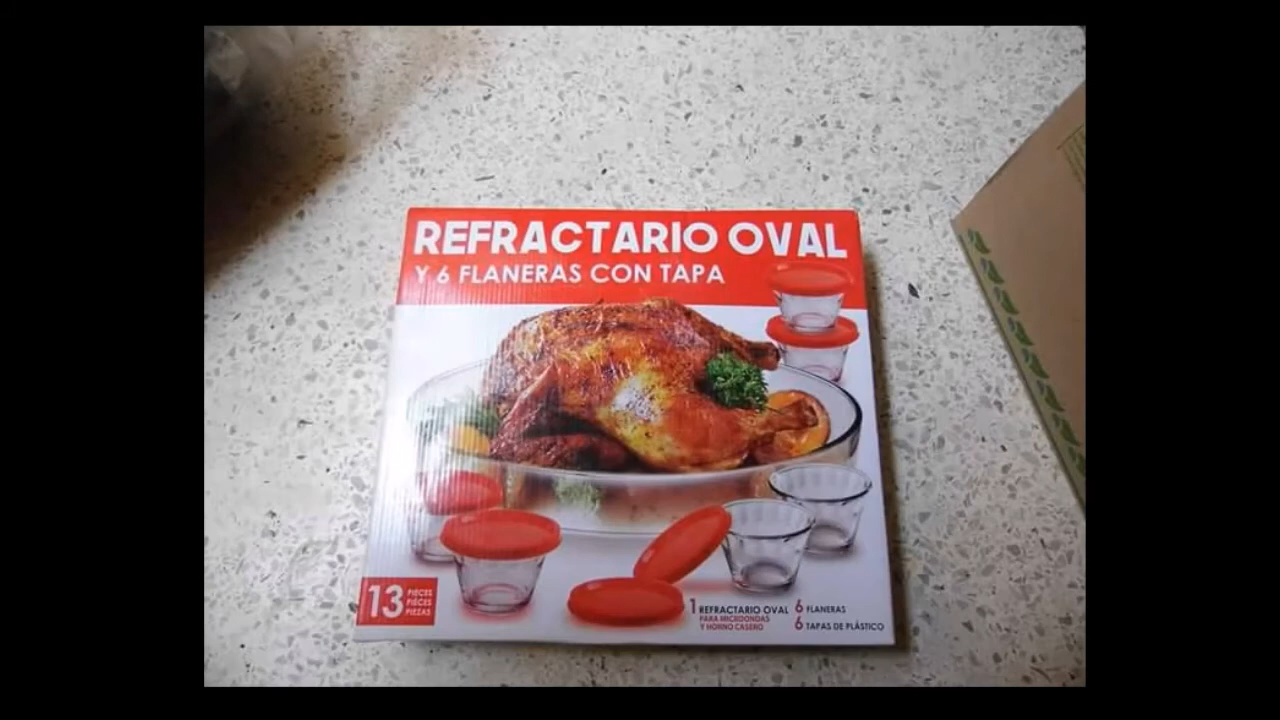 REFRACTARIO OVAL
Y 6 FLANERAS CON TAPA
13 PIECES
PIÈCES
PIEZAS
1 REFRACTARIO OVAL
PARA MICROONDAS
Y HORNO CASERO
6 FLANERAS
6 TAPAS DE PLÁSTICO